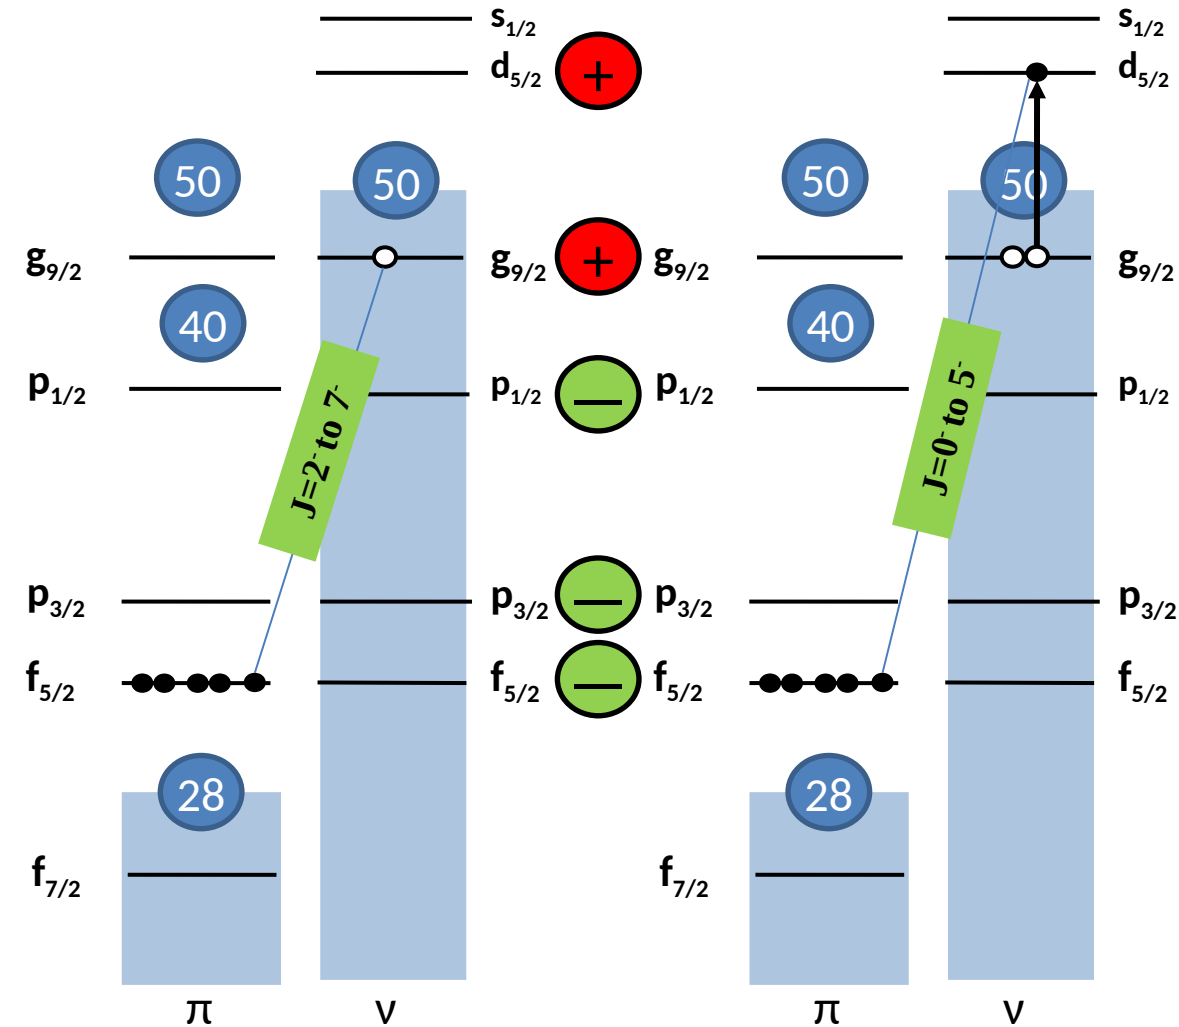 s1/2
s1/2
d5/2
+
d5/2
50
50
50
50
g9/2
g9/2
+
g9/2
g9/2
40
40
p1/2
p1/2
—
p1/2
p1/2
J=2- to 7-
J=0- to 5-
p3/2
p3/2
—
p3/2
p3/2
f5/2
f5/2
—
f5/2
f5/2
28
28
f7/2
f7/2
π
ν
π
ν